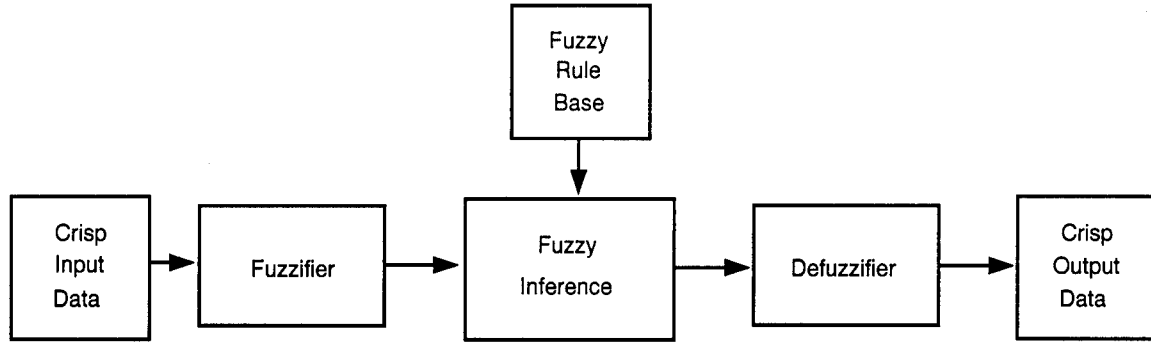 Fuzzy
Rule
Base
Crisp
Input
Data
Fuzzifier
Fuzzy
Inference
Defuzzifier
Crisp
Output
Data